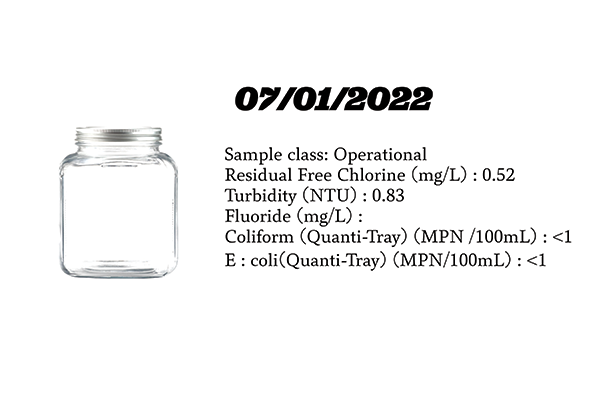 07/01/2022
Sample class: Operational
Residual Free Chlorine (mg/L) : 0.52
Turbidity (NTU) : 0.83
Fluoride (mg/L) :
Coliform (Quanti-Tray) (MPN /100mL) : <1
E : coli(Quanti-Tray) (MPN/100mL) : <1